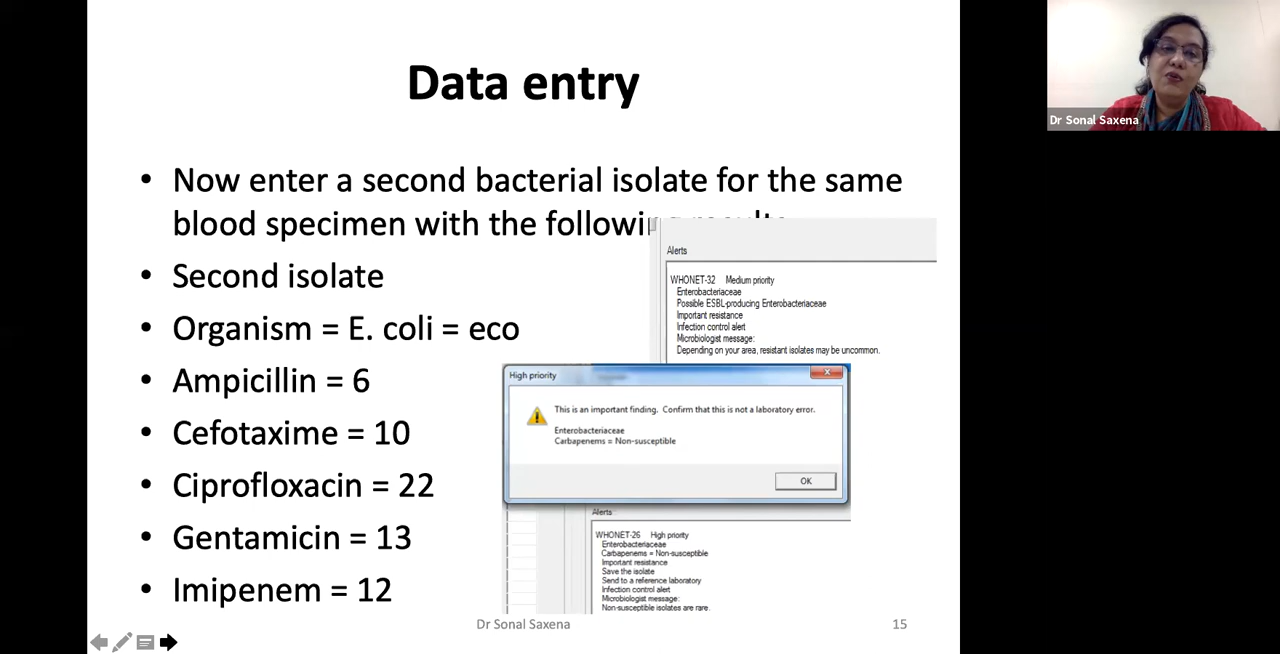 Data entry
• Now enter a second bacterial isolate for the same
blood specimen with the following results
• Second isolate
• Organism = E. coli = eco
• Ampicillin = 6
• Cefotaxime = 10
• Ciprofloxacin = 22
• Gentamicin = 13
• Imipenem = 12
Alerts
WHONET-32 Medium priority
Enterobacteriaceae
Possible ESBL-producing Enterobacteriaceae
Important resistance
Infection control alert
Microbiologist message:
Depending on your area, resistant isolates may be uncommon.
High priority
This is an important finding. Confirm that this is not a laboratory error.
Enterobacteriaceae
Carbapenems = Non-susceptible
OK
Alerts :
WHONET-26 High priority
Enterobacteriaceae
Carbapenems = Non-susceptible
Important resistance
Save the isolate
Send to a reference laboratory
Infection control alert
Microbiologist message:
Non-susceptible isolates are rare.
Dr Sonal Saxena
15
Dr Sonal Saxena